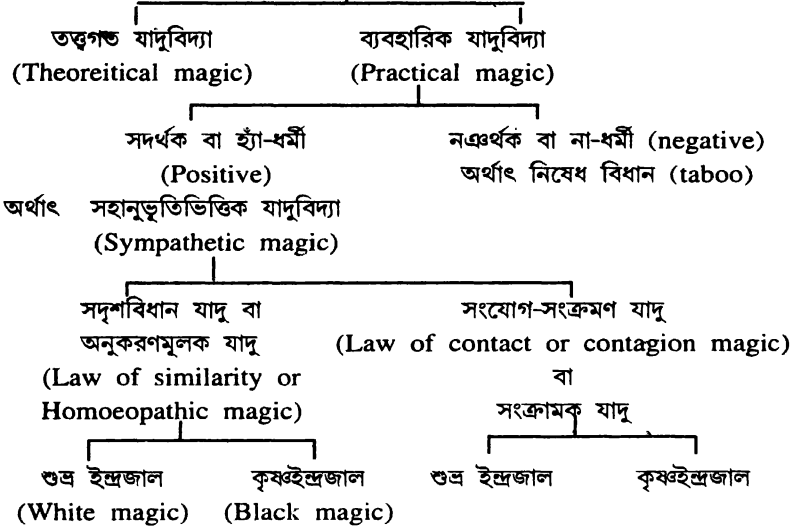 তত্ত্বগত যাদুবিদ্যা ব্যবহারিক যাদুবিদ্যা
(Theoreitical magic) (Practical magic)
সদর্থক বা হ্যাঁ-ধর্মী নঞর্থক বা না-ধর্মী (negative)
(Positive) অর্থাৎ নিষেধ বিধান (taboo)
অর্থাৎ সহানুভূতিভিত্তিক যাদুবিদ্যা
(Sympathetic magic)
সদৃশবিধান যাদু বা সংযোগ-সংক্রমণ যাদু
অনুকরণমূলক যাদু (Law of contact or contagion magic)
(Law of similarity or বা
Homoeopathic magic) সংক্রামক যাদু
শুভ্র ইন্দ্রজাল কৃষ্ণইন্দ্রজাল শুভ্র ইন্দ্রজাল কৃষ্ণইন্দ্রজাল
(White magic) (Black magic)